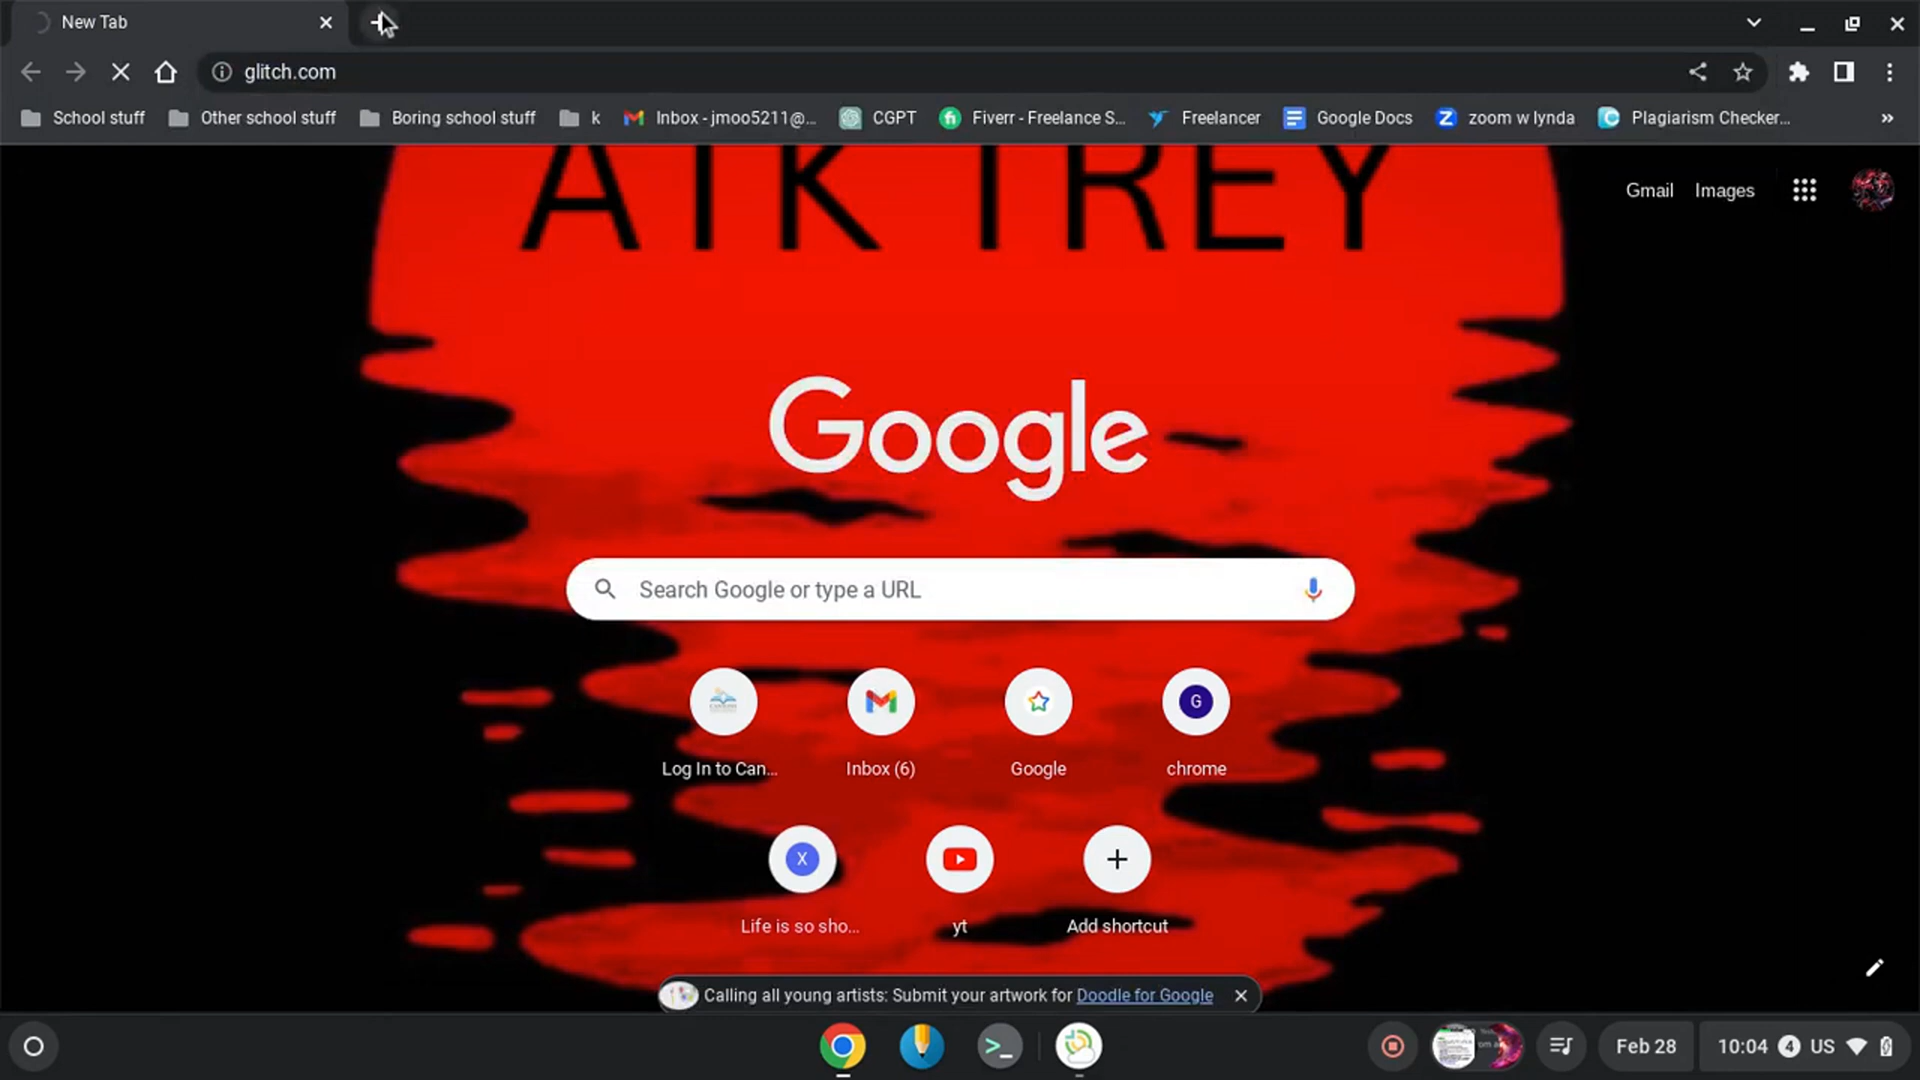 New Tab
glitch.com
School stuff Other school stuff Boring school stuff k Inbox - jmoo5211@... CGPT Fiverr - Freelance S... Freelancer Google Docs zoom w lynda Plagiarism Checker... »
ATK TREY
Gmail Images
Google
Search Google or type a URL
G
Log In to Can... Inbox (6) Google chrome
X
Life is so sho... yt Add shortcut
Calling all young artists: Submit your artwork for Doodle for Google
Feb 28 10:04 4 US